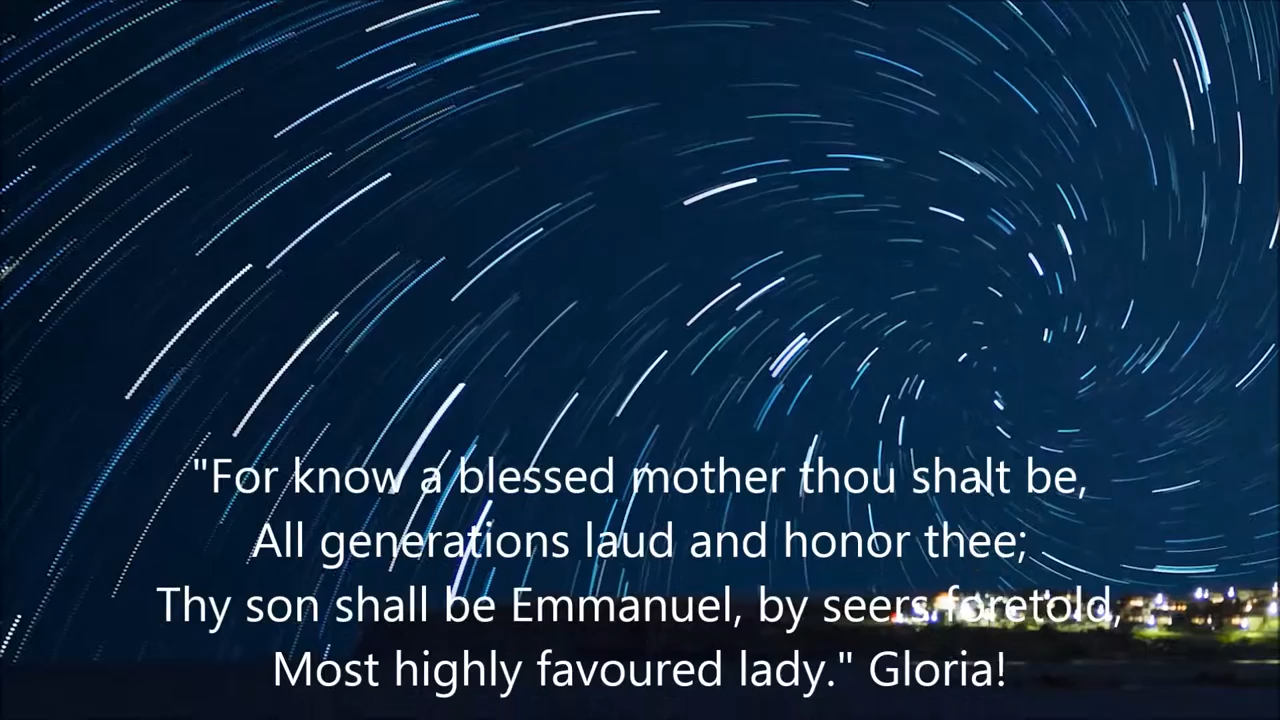 "For know a blessed mother thou shalt be,
All generations laud and honor thee;
Thy son shall be Emmanuel, by seers foretold,
Most highly favoured lady." Gloria!